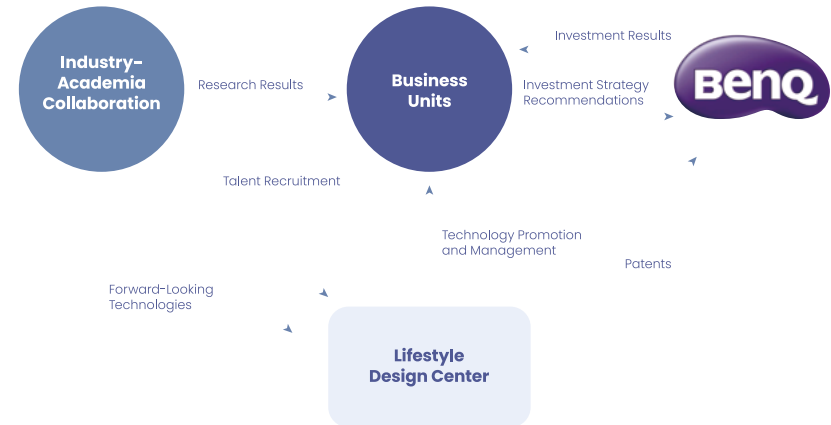 Industry-
Academia
Collaboration
Research Results
Business
Units
Investment Results
Investment Strategy
Recommendations
BenQ
Talent Recruitment
Technology Promotion
and Management
Patents
Forward-Looking
Technologies
Lifestyle
Design Center